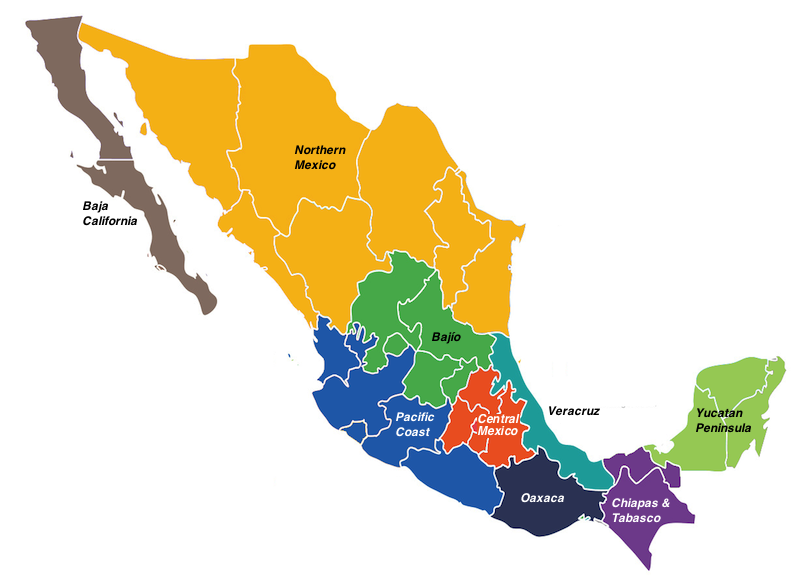 Northern
Mexico
Baja
California
Bajío
Pacific
Coast
Central
Mexico
Veracruz
Yucatan
Peninsula
Oaxaca
Chiapas &
Tabasco